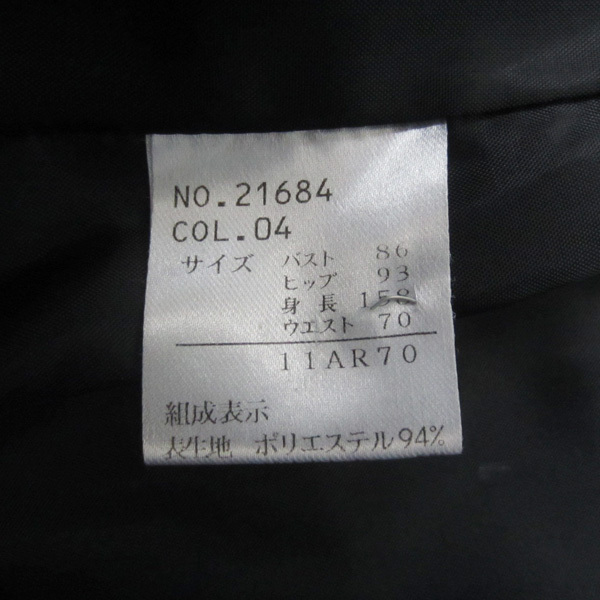 NO.21684
COL.04
サイズ バスト 86
ヒップ 93
身長 158
ウエスト 70
11AR70
組成表示
表生地 ポリエステル94%